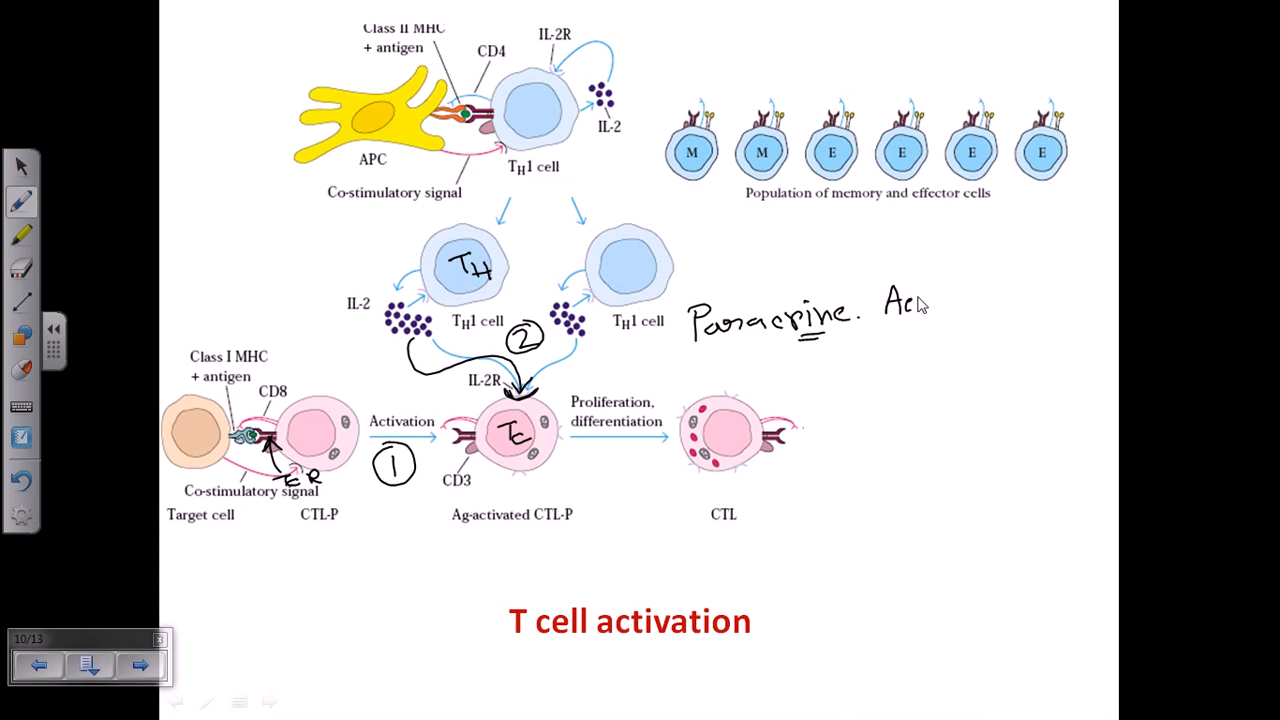 Class II MHC
+ antigen
CD4
IL-2R
IL-2
APC
TH1 cell
Co-stimulatory signal
M M E E E E
Population of memory and effector cells
TH
IL-2
TH1 cell
TH1 cell
2
Paracrine. Ac
Class I MHC
+ antigen
CD8
IL-2R
Activation
Proliferation,
differentiation
TC
1
CD3
TCR
Co-stimulatory signal
Target cell
CTL-P
Ag-activated CTL-P
CTL
T cell activation
10/13